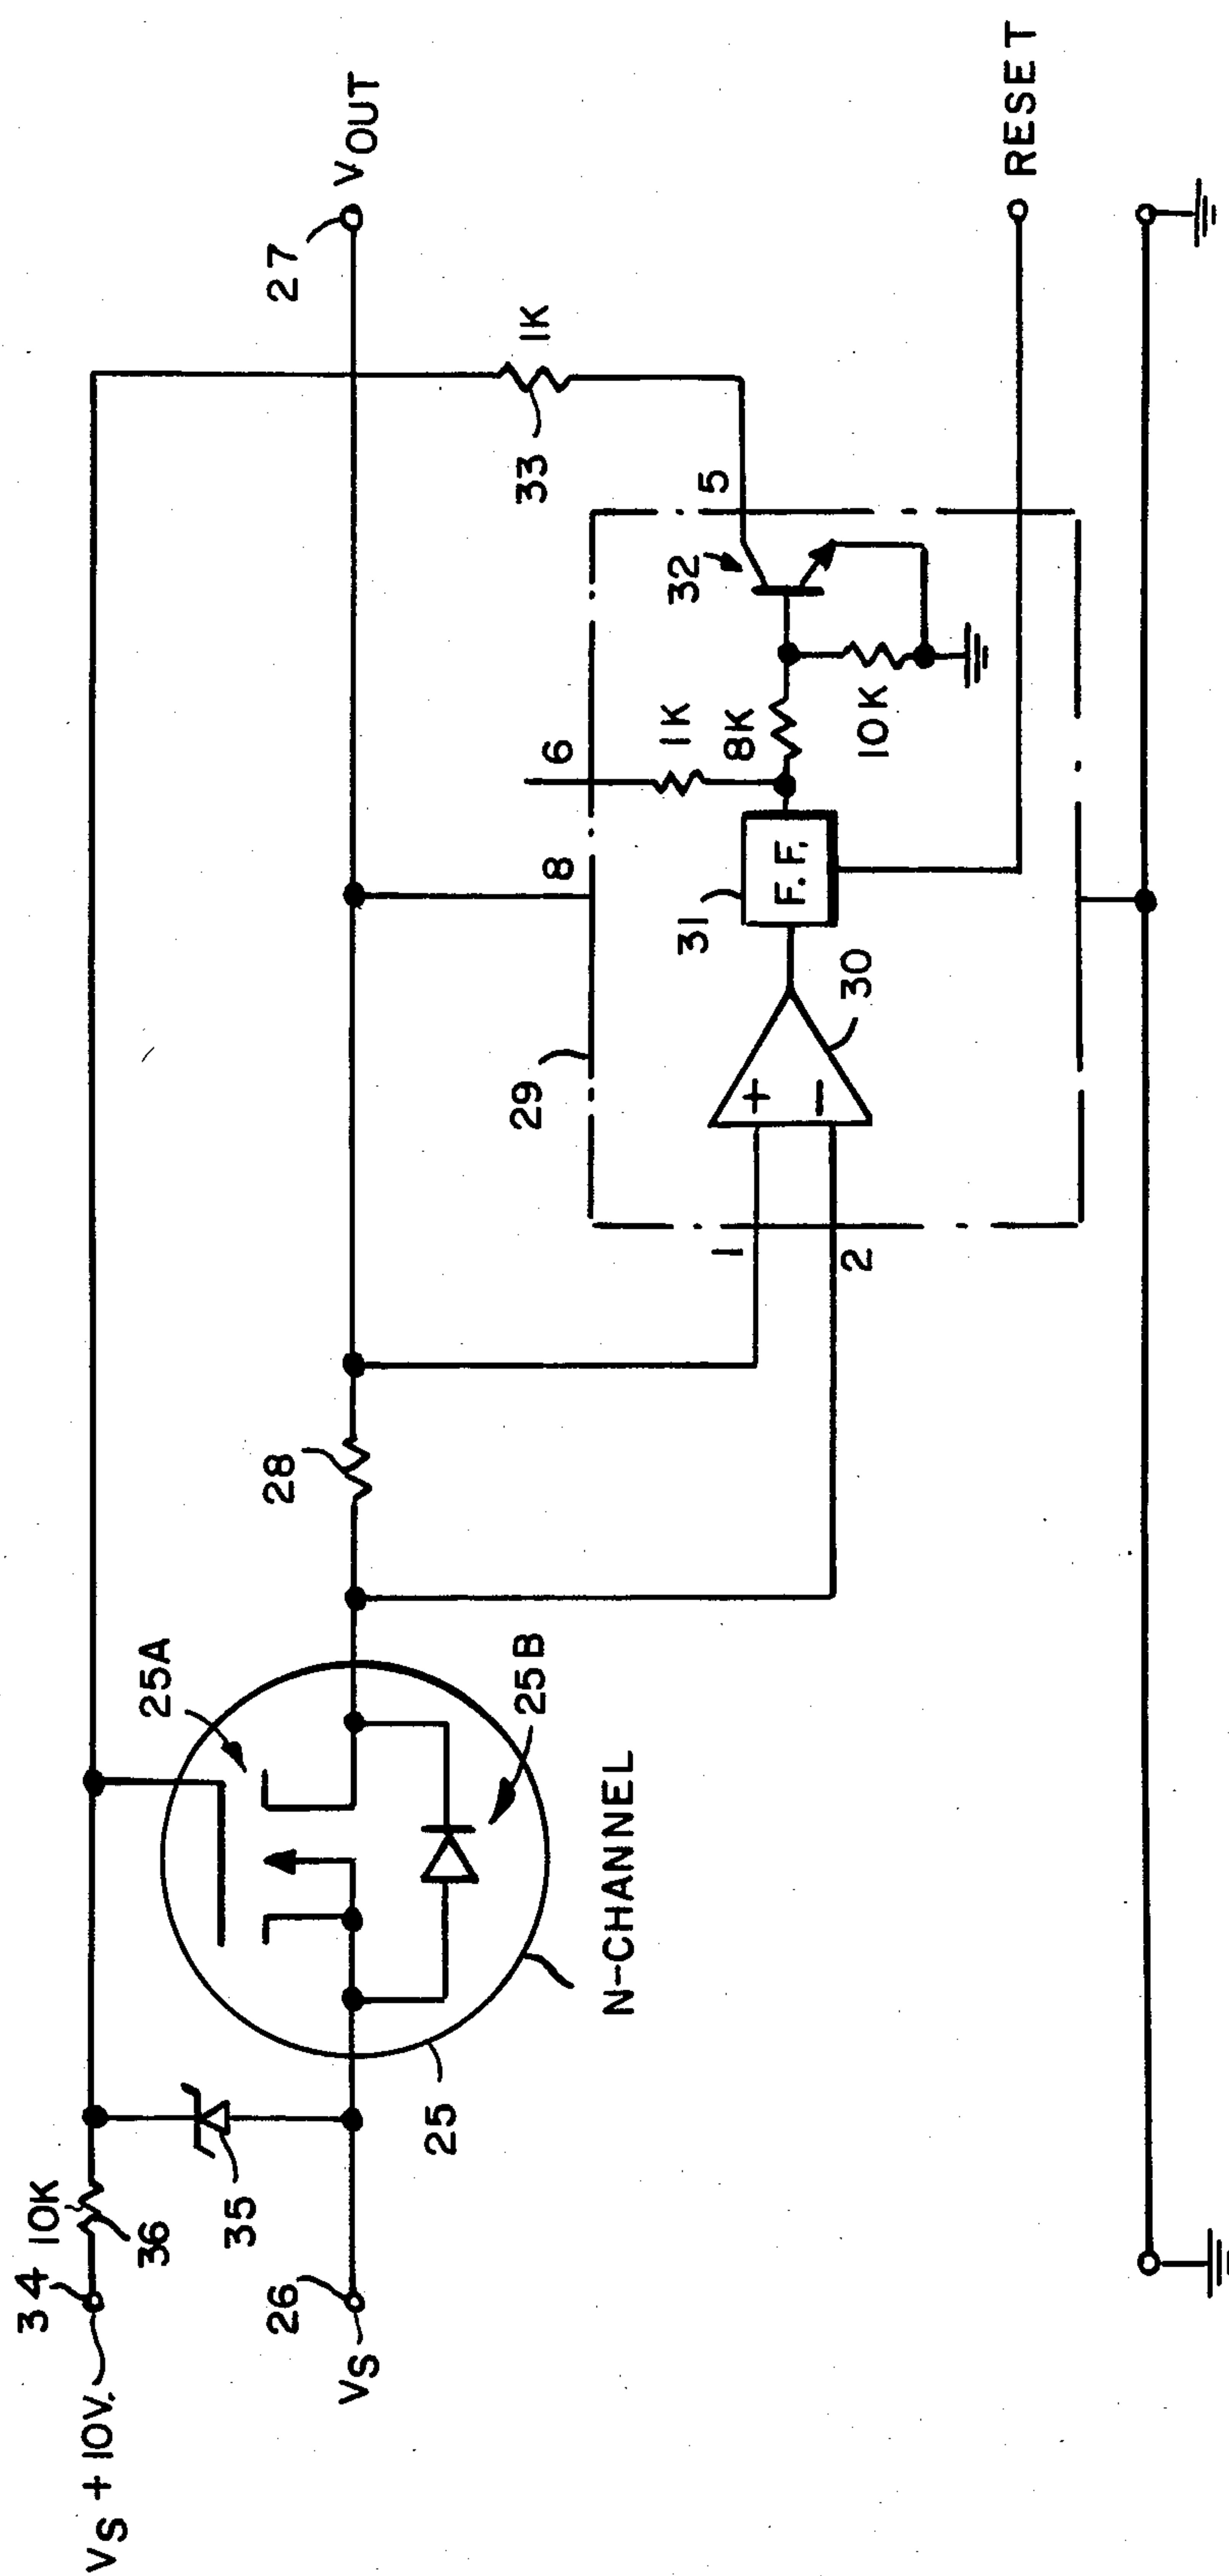 VS + 10V.
34
10K
36
35
VS
26
25
N-CHANNEL
25A
25B
28
27
VOUT
33
1K
29
8
6
5
1
2
+
−
30
31
F.F.
1K
8K
10K
32
RESET